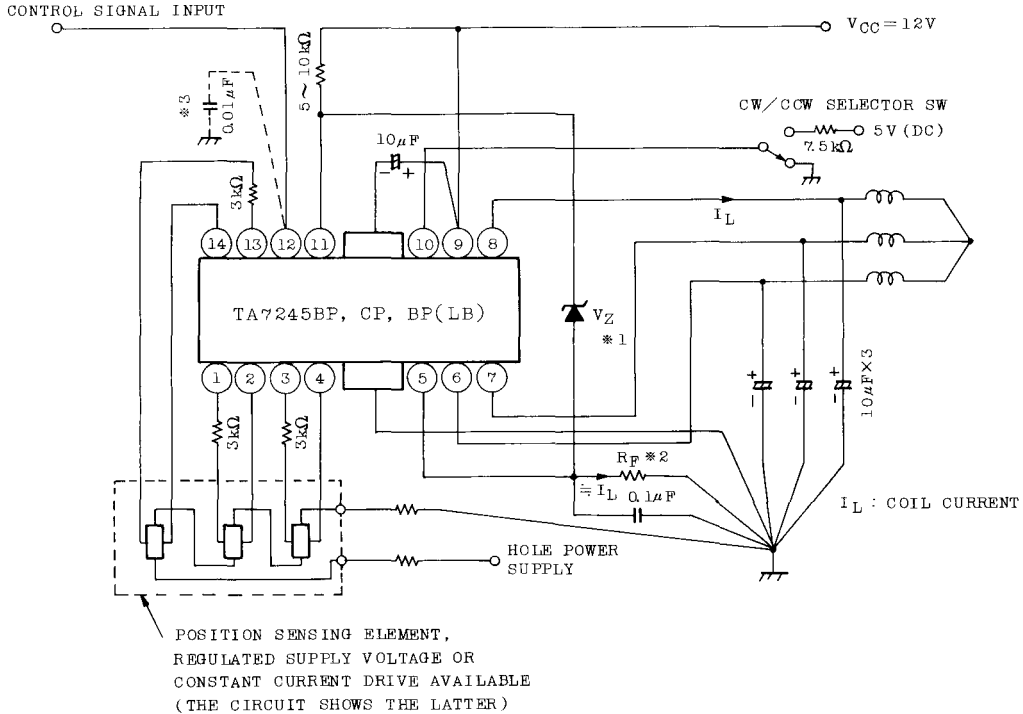 CONTROL SIGNAL INPUT
VCC=12V
5~10kΩ
※3
0.01μF
CW/CCW SELECTOR SW
5V(DC)
7.5kΩ
10μF
- +
3kΩ
IL
14 13 12 11 10 9 8
TA7245BP, CP, BP(LB)
VZ
※1
1 2 3 4 5 6 7
3kΩ
3kΩ
+
-
+
-
+
-
10μF×3
RF ※2
≒ IL
0.1μF
IL : COIL CURRENT
HOLE POWER
SUPPLY
POSITION SENSING ELEMENT,
REGULATED SUPPLY VOLTAGE OR
CONSTANT CURRENT DRIVE AVAILABLE
(THE CIRCUIT SHOWS THE LATTER)